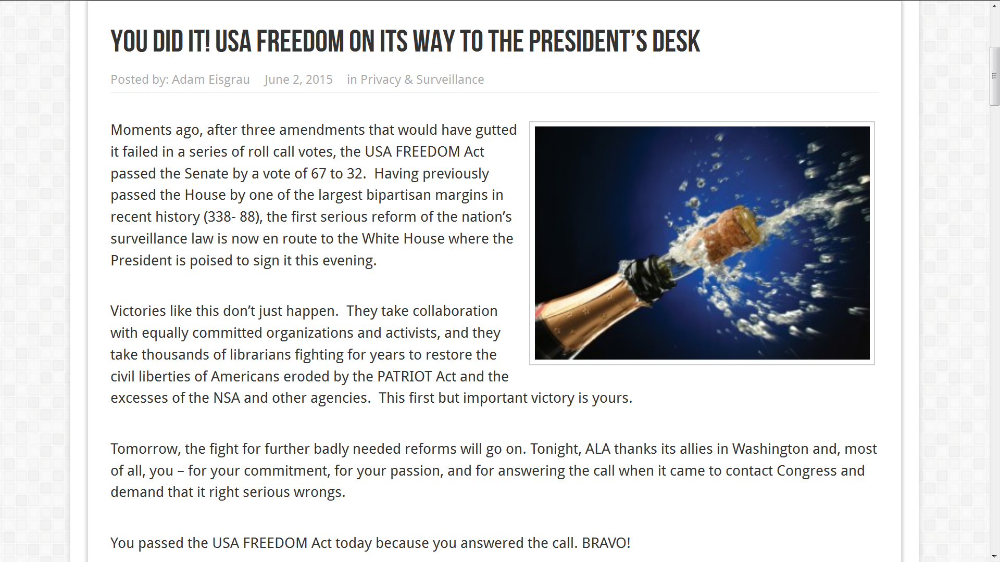 YOU DID IT! USA FREEDOM ON ITS WAY TO THE PRESIDENT’S DESK
Posted by: Adam Eisgrau June 2, 2015 in Privacy & Surveillance
Moments ago, after three amendments that would have gutted
it failed in a series of roll call votes, the USA FREEDOM Act
passed the Senate by a vote of 67 to 32.  Having previously
passed the House by one of the largest bipartisan margins in
recent history (338- 88), the first serious reform of the nation’s
surveillance law is now en route to the White House where the
President is poised to sign it this evening.
Victories like this don’t just happen.  They take collaboration
with equally committed organizations and activists, and they
take thousands of librarians fighting for years to restore the
civil liberties of Americans eroded by the PATRIOT Act and the
excesses of the NSA and other agencies.  This first but important victory is yours.
Tomorrow, the fight for further badly needed reforms will go on. Tonight, ALA thanks its allies in Washington and, most
of all, you – for your commitment, for your passion, and for answering the call when it came to contact Congress and
demand that it right serious wrongs.
You passed the USA FREEDOM Act today because you answered the call. BRAVO!